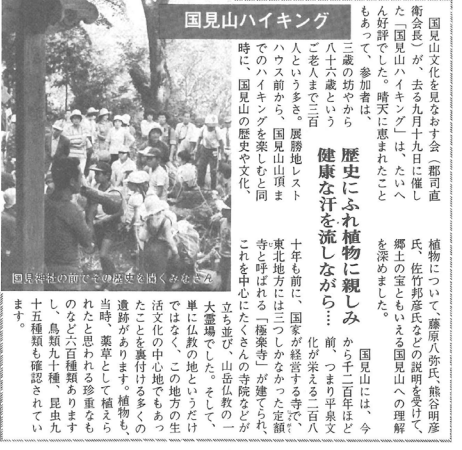 国見山ハイキング
国見神社の前でその歴史を聞くみなさん
歴史にふれ植物に親しみ
健康な汗を流しながら…
国見山文化を見なおす会（郡司直
衛会長）が、去る九月十九日に催し
た「国見山ハイキング」は、たいへ
ん好評でした。晴天に恵まれたこと
もあって、参加者は、
三歳の坊やから
八十六歳という
ご老人まで三百
人という多さ。展勝地レスト
ハウス前から、国見山山頂ま
でのハイキングを楽しむと同
時に、国見山の歴史や文化、
植物について、藤原八弥氏、熊谷明彦
氏、佐竹邦彦氏などの説明を受けて、
郷土の宝ともいえる国見山への理解
を深めました。
国見山には、今
から千二百年ほど
前、つまり平泉文
化が栄える二百八
十年も前に、国家が経営する寺で、
東北地方には三つしかなかった定額
寺と呼ばれる「極楽寺」が建てられ、
これを中心にたくさんの寺院などが
立ち並び、山岳仏教の一
大霊場でした。そして、
単に仏教の地というだけ
ではなく、この地方の生
活文化の中心地でもあっ
たことを裏付ける多くの
遺跡があります。植物も、
当時、薬草として植えら
れたと思われる珍重なも
のなど六百種類あります
し、鳥類九十種、昆虫九
十五種類も確認されてい
ます。